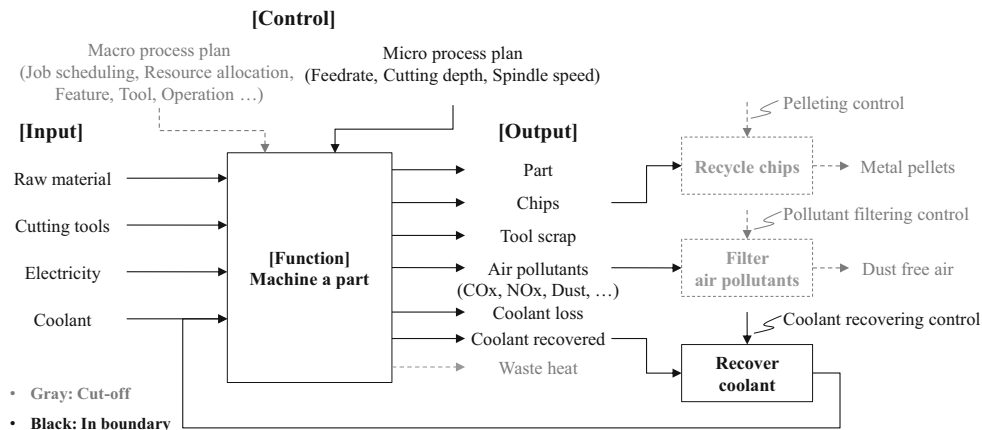 [Control]
Macro process plan
(Job scheduling, Resource allocation,
Feature, Tool, Operation …)
Micro process plan
(Feedrate, Cutting depth, Spindle speed)
[Input]
Raw material
Cutting tools
Electricity
Coolant
[Function]
Machine a part
[Output]
Part
Chips
Tool scrap
Air pollutants
(COx, NOx, Dust, …)
Coolant loss
Coolant recovered
Waste heat
Pelleting control
Recycle chips
Metal pellets
Pollutant filtering control
Filter
air pollutants
Dust free air
Coolant recovering control
Recover
coolant
• Gray: Cut-off
• Black: In boundary